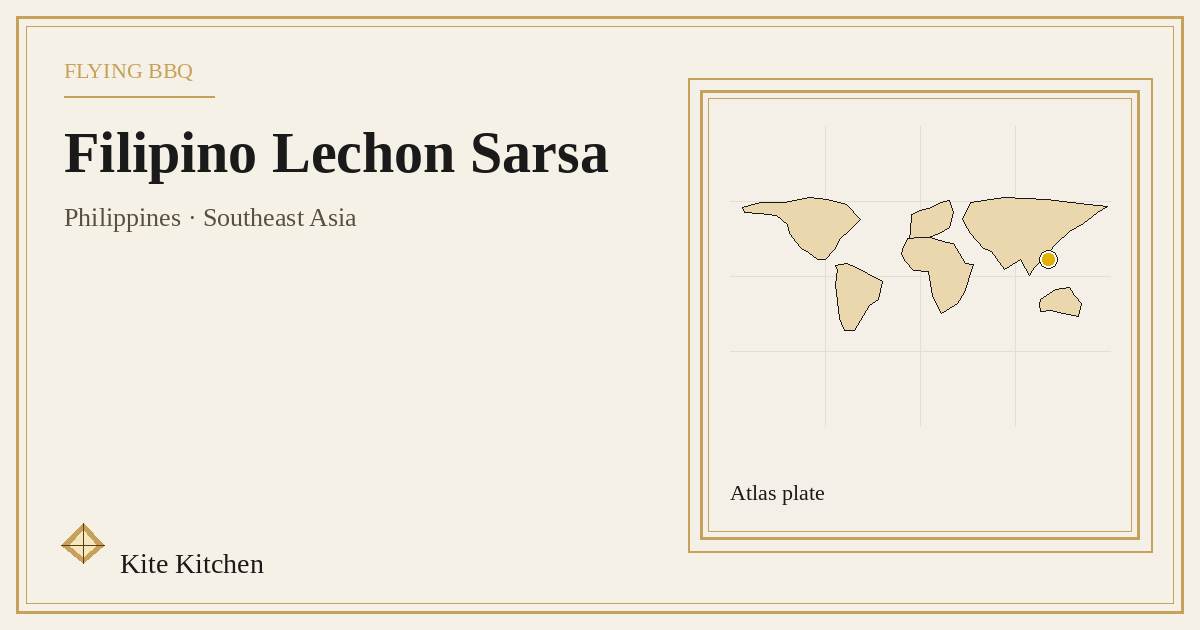 FLYING BBQ
Filipino Lechon Sarsa
Philippines · Southeast Asia
Atlas plate
Kite Kitchen